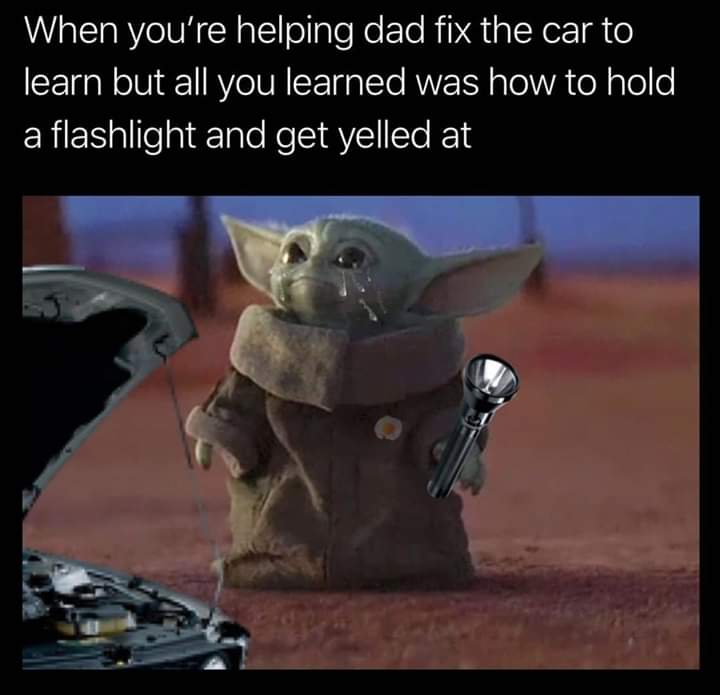 When you’re helping dad fix the car to
learn but all you learned was how to hold
a flashlight and get yelled at